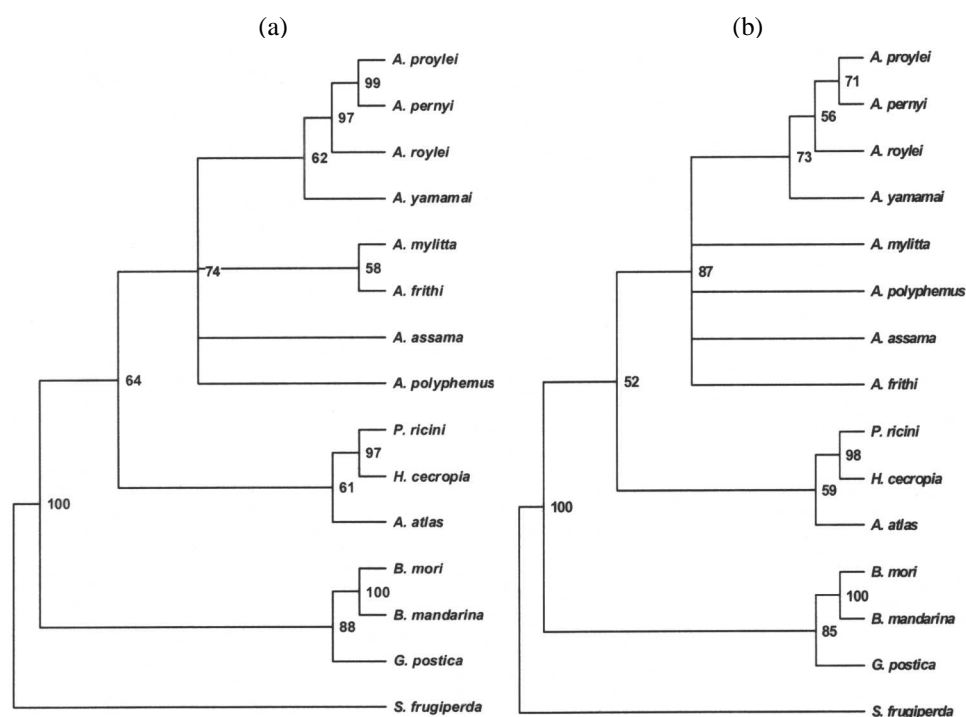 (a)
A. proylei
99
A. pernyi
97
A. roylei
62
A. yamamai
A. mylitta
74
58
A. frithi
A. assama
64
A. polyphemus
P. ricini
97
H. cecropia
61
100
A. atlas
B. mori
100
B. mandarina
88
G. postica
S. frugiperda
(b)
A. proylei
71
A. pernyi
56
A. roylei
73
A. yamamai
A. mylitta
87
A. polyphemus
A. assama
52
A. frithi
P. ricini
98
H. cecropia
59
100
A. atlas
B. mori
100
B. mandarina
85
G. postica
S. frugiperda